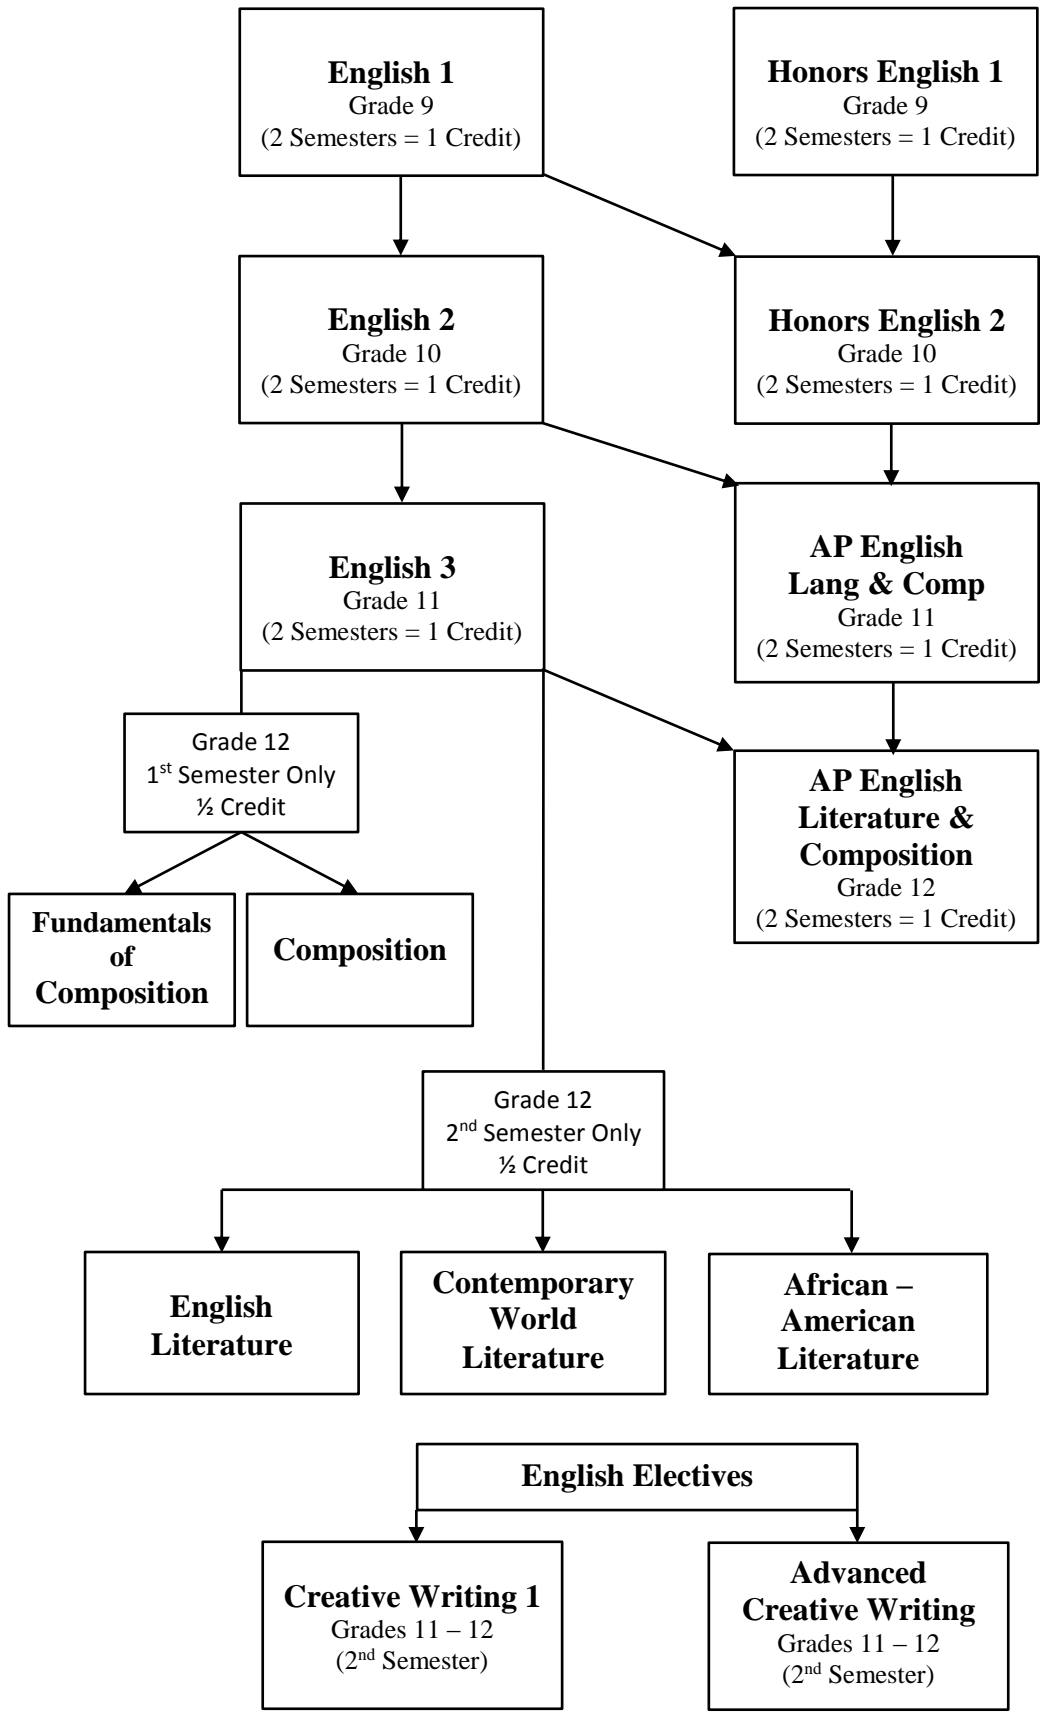 English 1
Grade 9
(2 Semesters = 1 Credit)
Honors English 1
Grade 9
(2 Semesters = 1 Credit)
English 2
Grade 10
(2 Semesters = 1 Credit)
Honors English 2
Grade 10
(2 Semesters = 1 Credit)
English 3
Grade 11
(2 Semesters = 1 Credit)
AP English
Lang & Comp
Grade 11
(2 Semesters = 1 Credit)
Grade 12
1st Semester Only
½ Credit
AP English
Literature &
Composition
Grade 12
(2 Semesters = 1 Credit)
Fundamentals
of
Composition
Composition
Grade 12
2nd Semester Only
½ Credit
English
Literature
Contemporary
World
Literature
African –
American
Literature
English Electives
Creative Writing 1
Grades 11 – 12
(2nd Semester)
Advanced
Creative Writing
Grades 11 – 12
(2nd Semester)